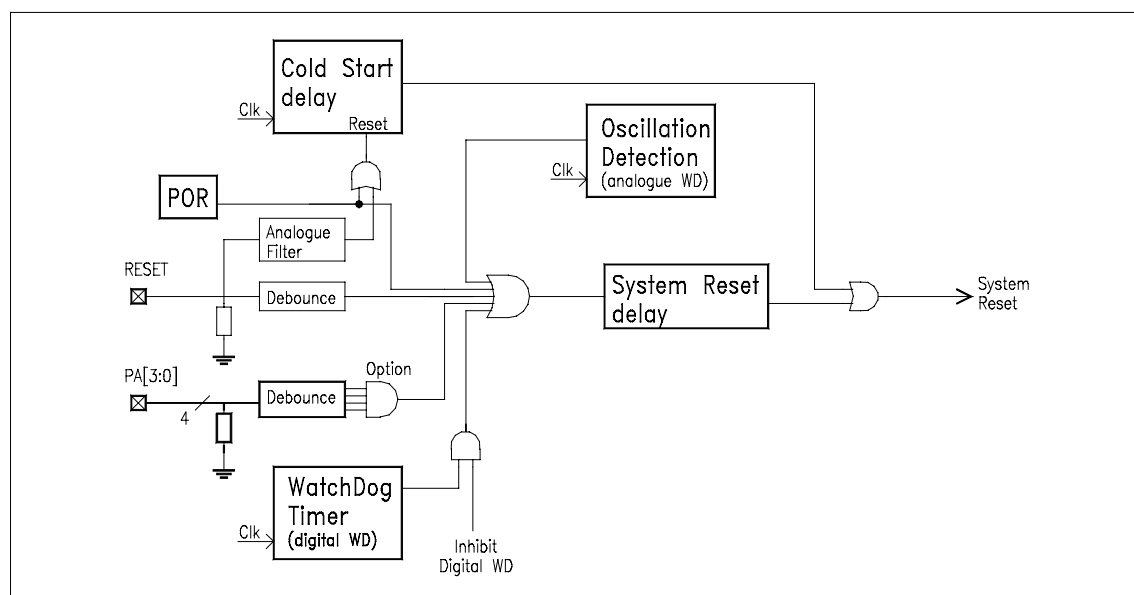 Cold Start
delay
Clk
Reset
Oscillation
Detection
(analogue WD)
Clk
POR
Analogue
Filter
RESET
Debounce
System Reset
delay
System
Reset
PA[3:0]
Option
Debounce
4
WatchDog
Timer
(digital WD)
Clk
Inhibit
Digital WD